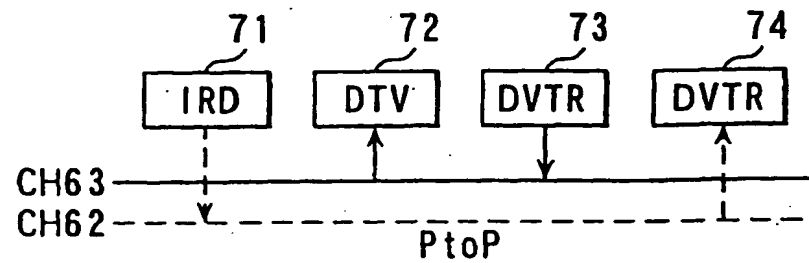 71 72 73 74
IRD DTV DVTR DVTR
CH63
CH62
PtoP